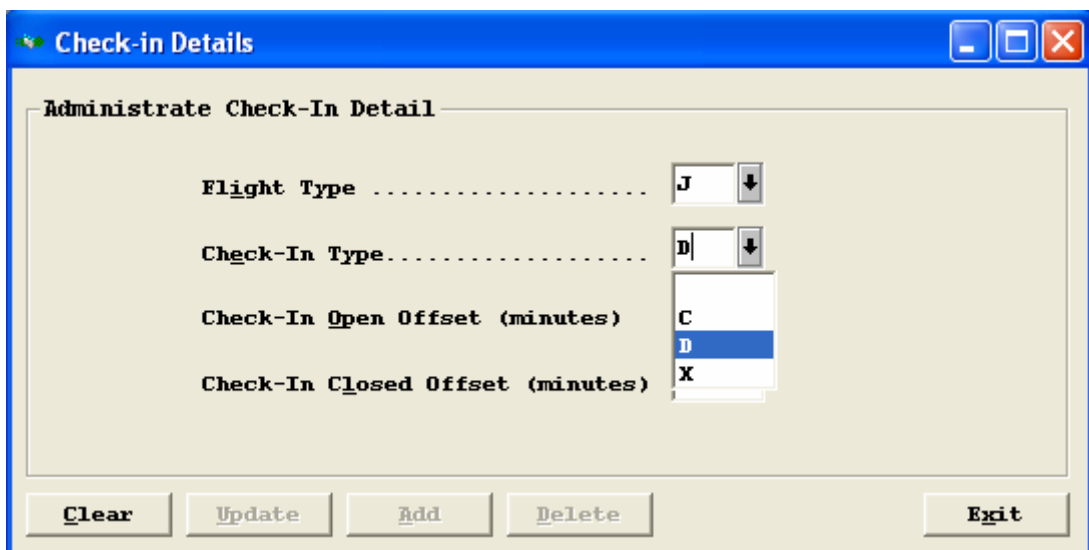 Check-in Details
Administrate Check-In Detail
Flight Type .................... J
Check-In Type................... D
Check-In Open Offset (minutes)
C
D
X
Check-In Closed Offset (minutes)
Clear Update Add Delete Exit